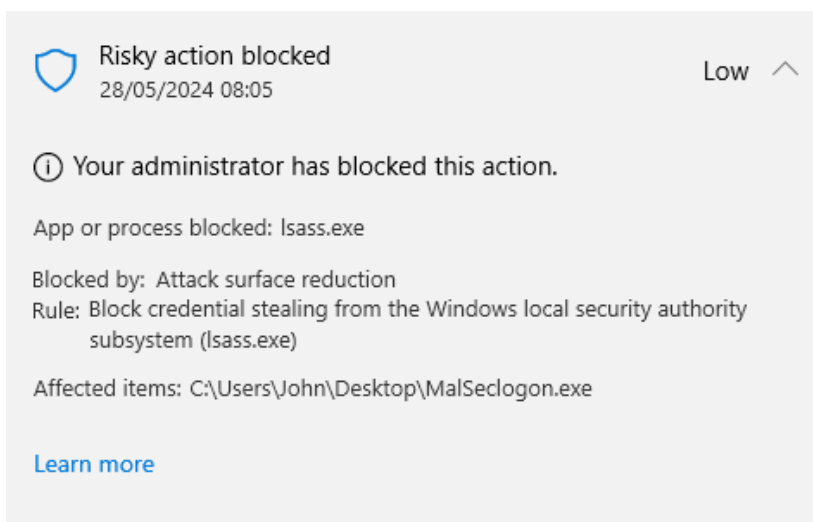 Risky action blocked
28/05/2024 08:05
Low
Your administrator has blocked this action.
App or process blocked: lsass.exe
Blocked by: Attack surface reduction
Rule: Block credential stealing from the Windows local security authority
subsystem (lsass.exe)
Affected items: C:\Users\John\Desktop\MalSeclogon.exe
Learn more